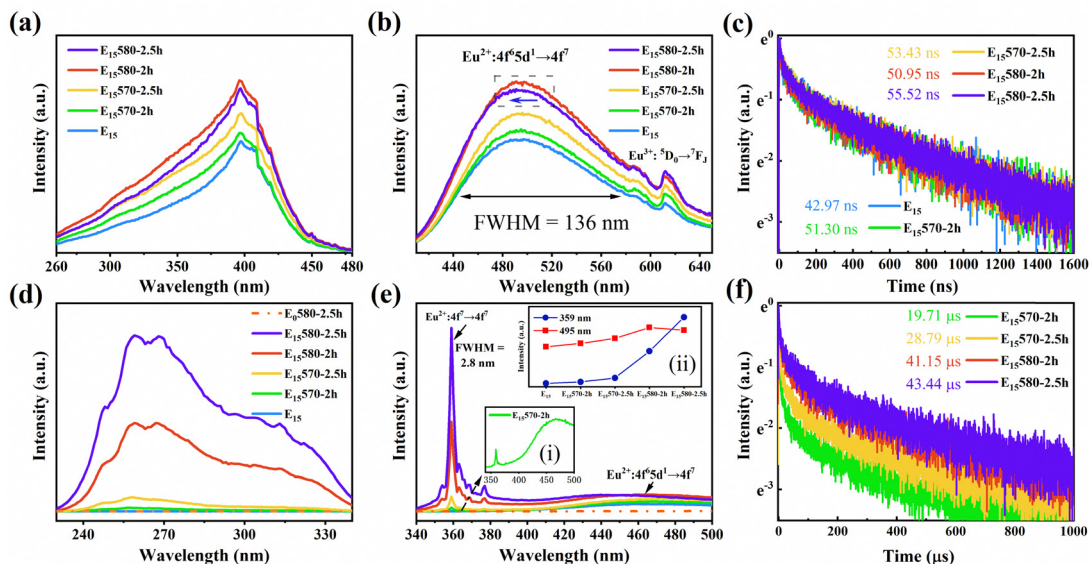 (a)
E₁₅580-2.5h
E₁₅580-2h
E₁₅570-2.5h
E₁₅570-2h
E₁₅
Intensity (a.u.)
260 300 350 400 450 480
Wavelength (nm)
(b)
E₁₅580-2.5h
E₁₅580-2h
E₁₅570-2.5h
E₁₅570-2h
E₁₅
Eu²⁺:4f⁶5d¹→4f⁷
Eu³⁺: ⁵D₀→⁷F_J
FWHM = 136 nm
Intensity (a.u.)
440 480 520 560 600 640
Wavelength (nm)
(c)
53.43 ns E₁₅570-2.5h
50.95 ns E₁₅580-2h
55.52 ns E₁₅580-2.5h
42.97 ns E₁₅
51.30 ns E₁₅570-2h
Intensity (a.u.)
e⁰
e⁻¹
e⁻²
e⁻³
0 200 400 600 800 1000 1200 1400 1600
Time (ns)
(d)
E₀580-2.5h
E₁₅580-2.5h
E₁₅580-2h
E₁₅570-2.5h
E₁₅570-2h
E₁₅
Intensity (a.u.)
230 270 300 340
Wavelength (nm)
(e)
Eu²⁺:4f⁷→4f⁷
FWHM =
2.8 nm
359 nm
495 nm
(ii)
Intensity (a.u.)
E₁₅ E₁₅570-2h E₁₅570-2.5h E₁₅580-2h E₁₅580-2.5h
E₁₅570-2h
(i)
350 400 450 500
Eu²⁺:4f⁶5d¹→4f⁷
Intensity (a.u.)
340 360 380 400 420 440 460 480 500
Wavelength (nm)
(f)
19.71 μs E₁₅570-2h
28.79 μs E₁₅570-2.5h
41.15 μs E₁₅580-2h
43.44 μs E₁₅580-2.5h
Intensity (a.u.)
e⁰
e⁻¹
e⁻²
e⁻³
0 200 400 600 800 1000
Time (μs)